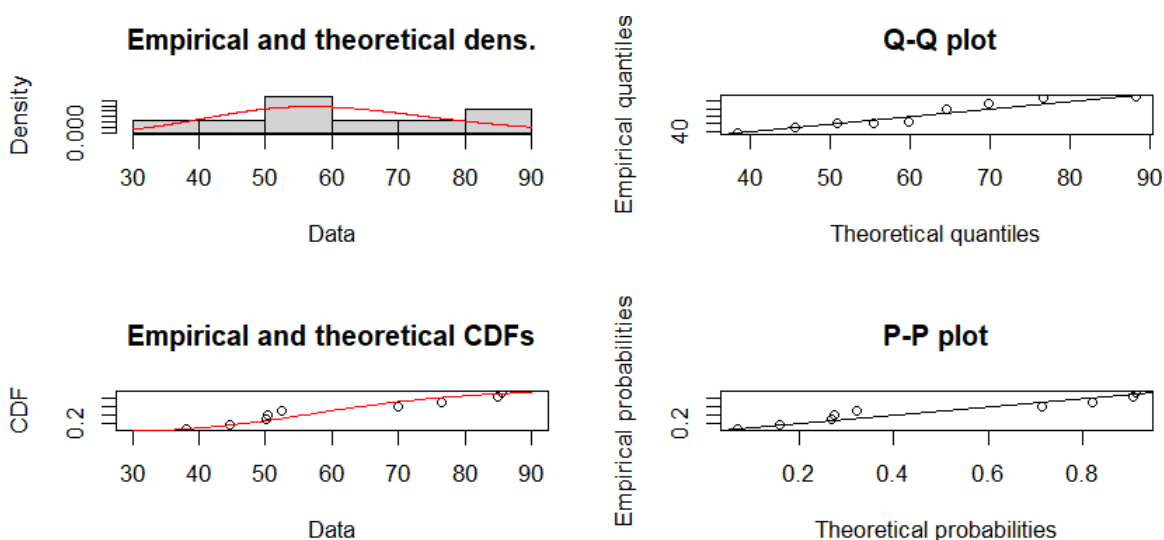 Empirical and theoretical dens.
Density
0.000
30 40 50 60 70 80 90
Data
Q-Q plot
Empirical quantiles
40
40 50 60 70 80 90
Theoretical quantiles
Empirical and theoretical CDFs
CDF
0.2
30 40 50 60 70 80 90
Data
P-P plot
Empirical probabilities
0.2
0.2 0.4 0.6 0.8
Theoretical probabilities